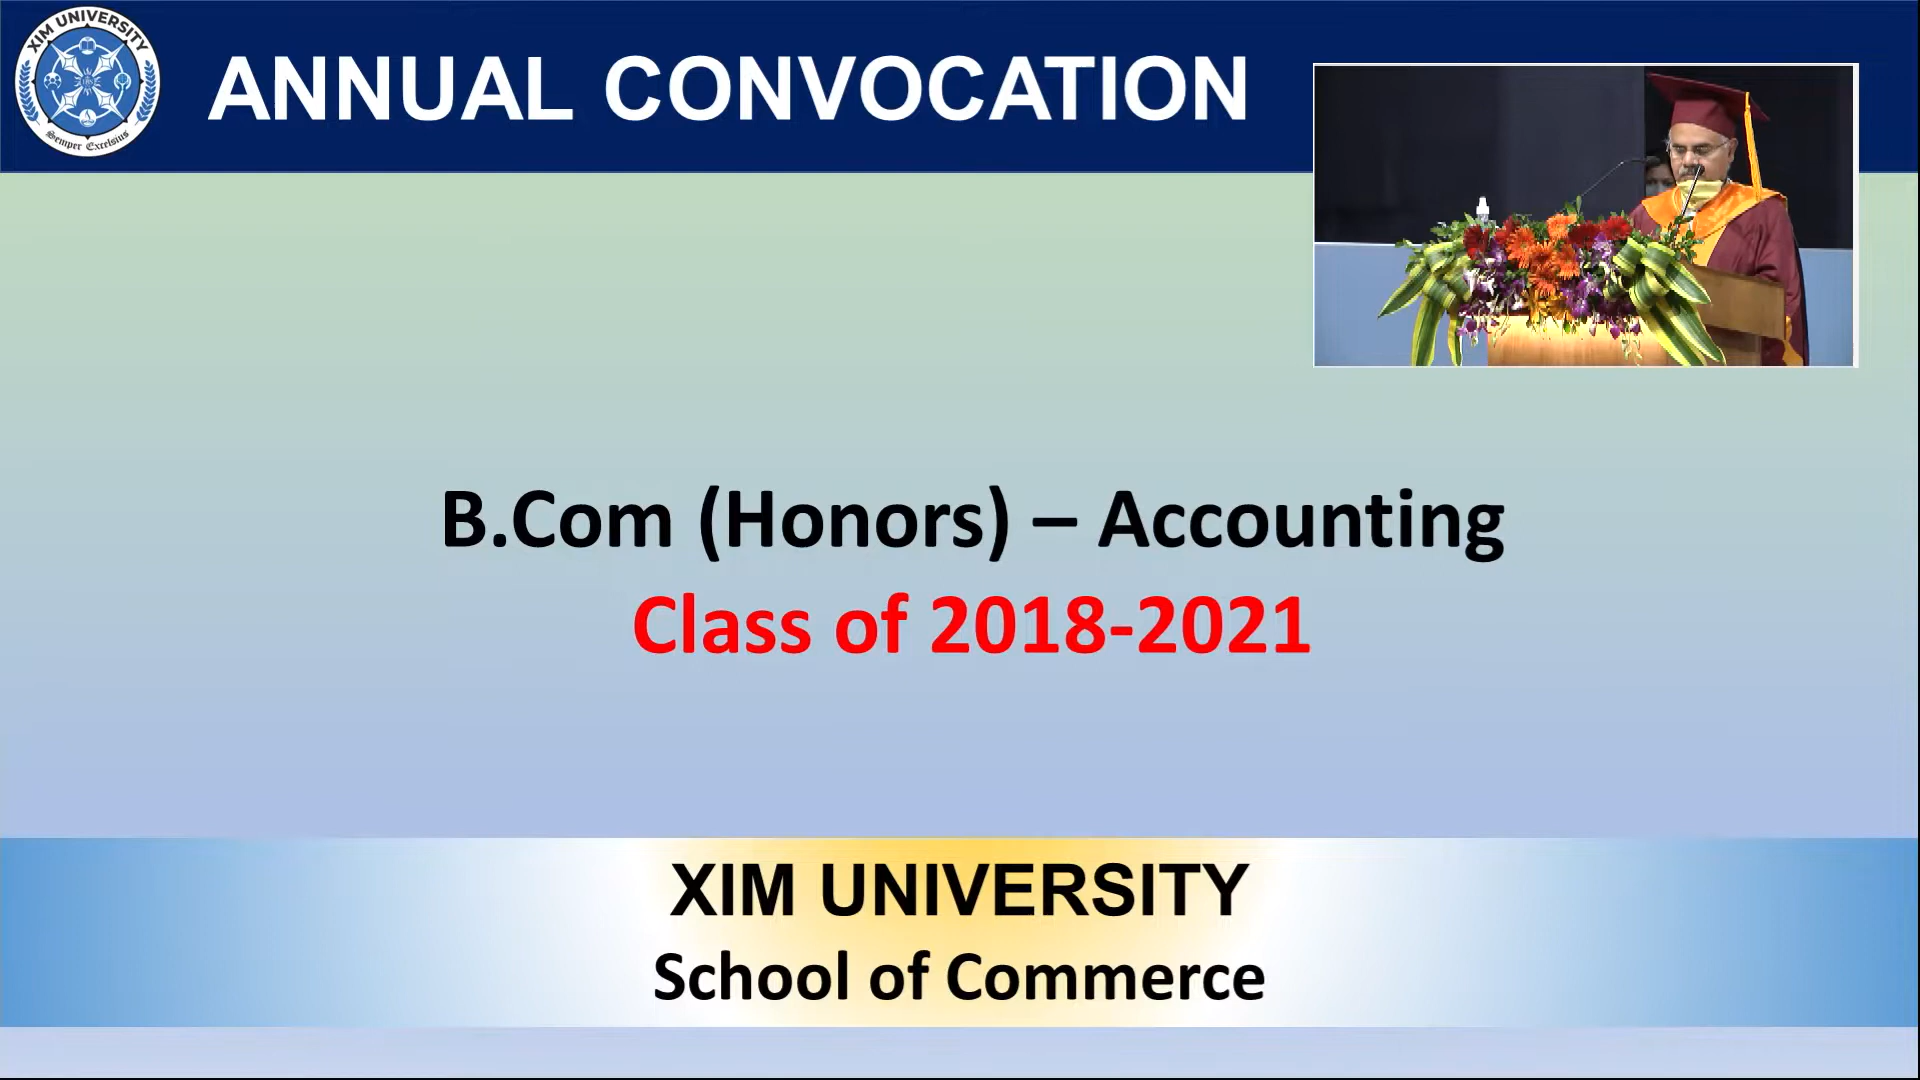 XIM UNIVERSITY
Semper Excelsius
ANNUAL CONVOCATION
B.Com (Honors) – Accounting
Class of 2018-2021
XIM UNIVERSITY
School of Commerce